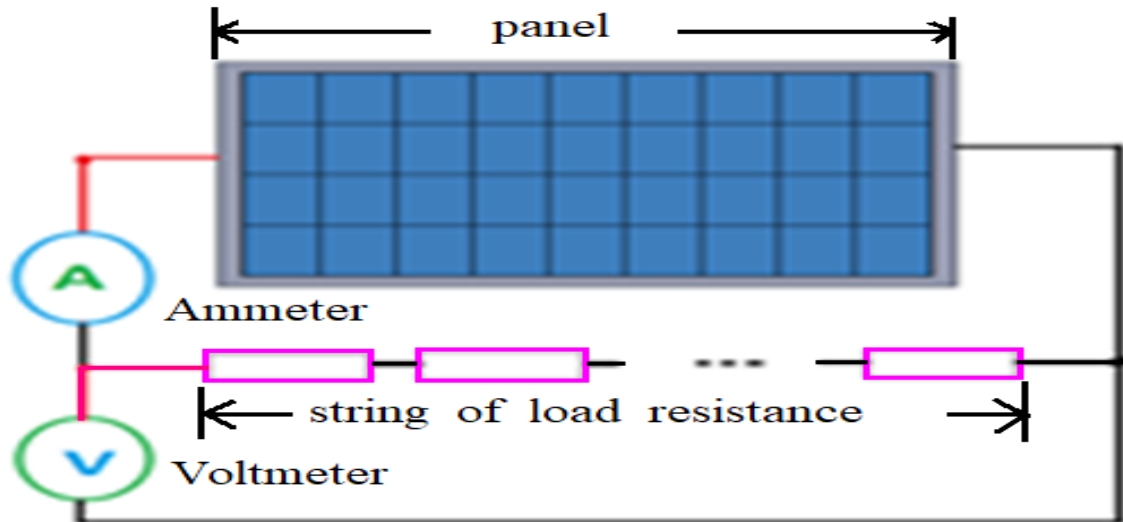 panel
A
Ammeter
string of load resistance
V
Voltmeter